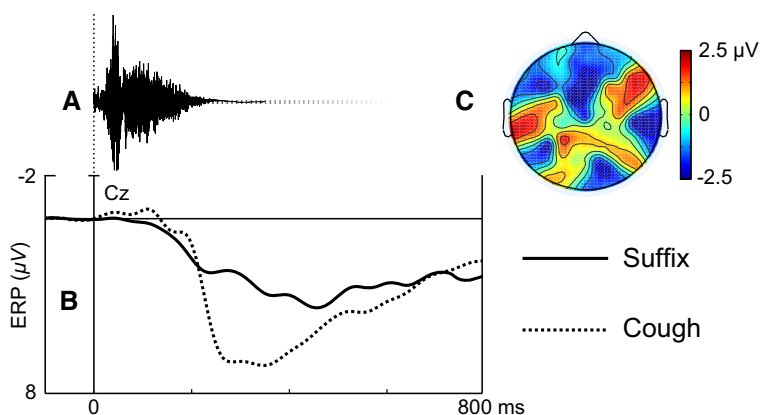 A
C
2.5 µV
0
-2.5
-2
Cz
ERP (µV)
B
8
0
800 ms
Suffix
Cough